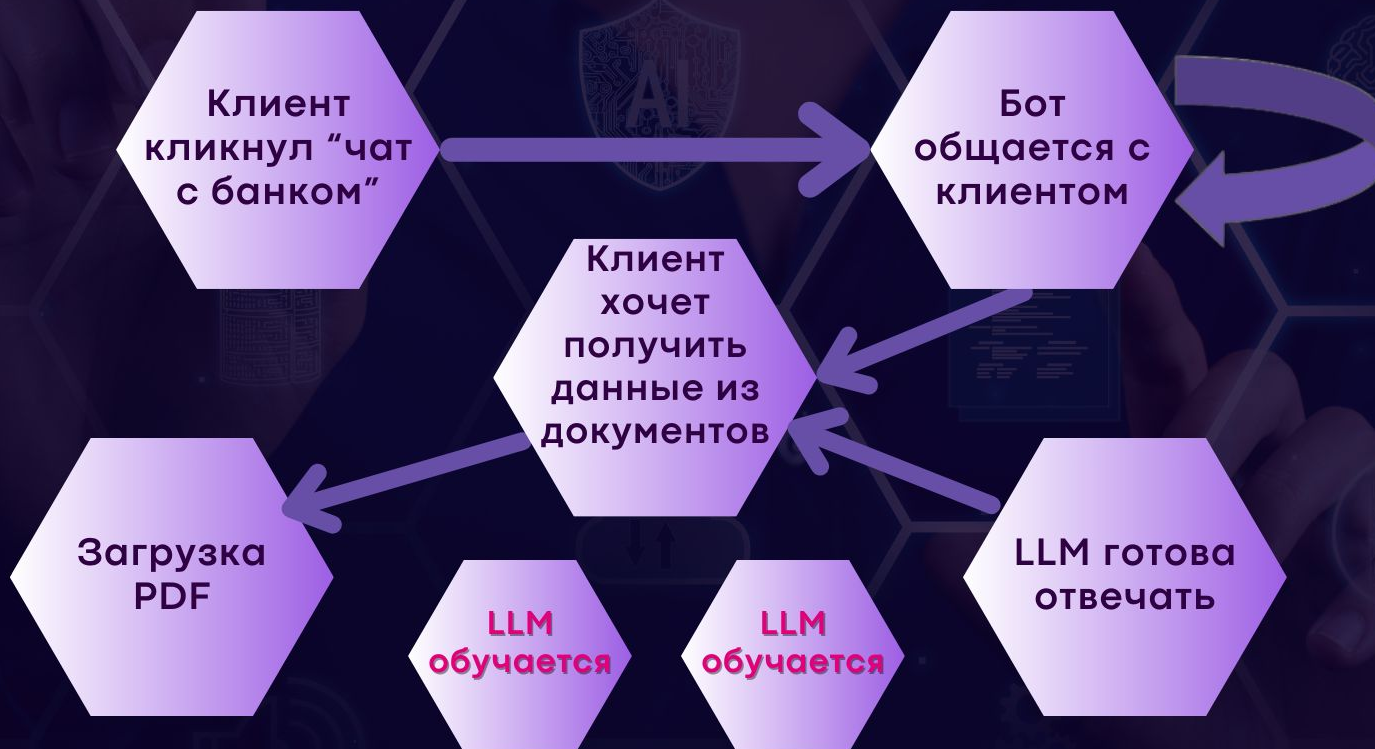 Клиент
кликнул “чат
с банком”
AI
Бот
общается с
клиентом
Клиент
хочет
получить
данные из
документов
Загрузка
PDF
LLM
обучается
LLM
обучается
LLM готова
отвечать